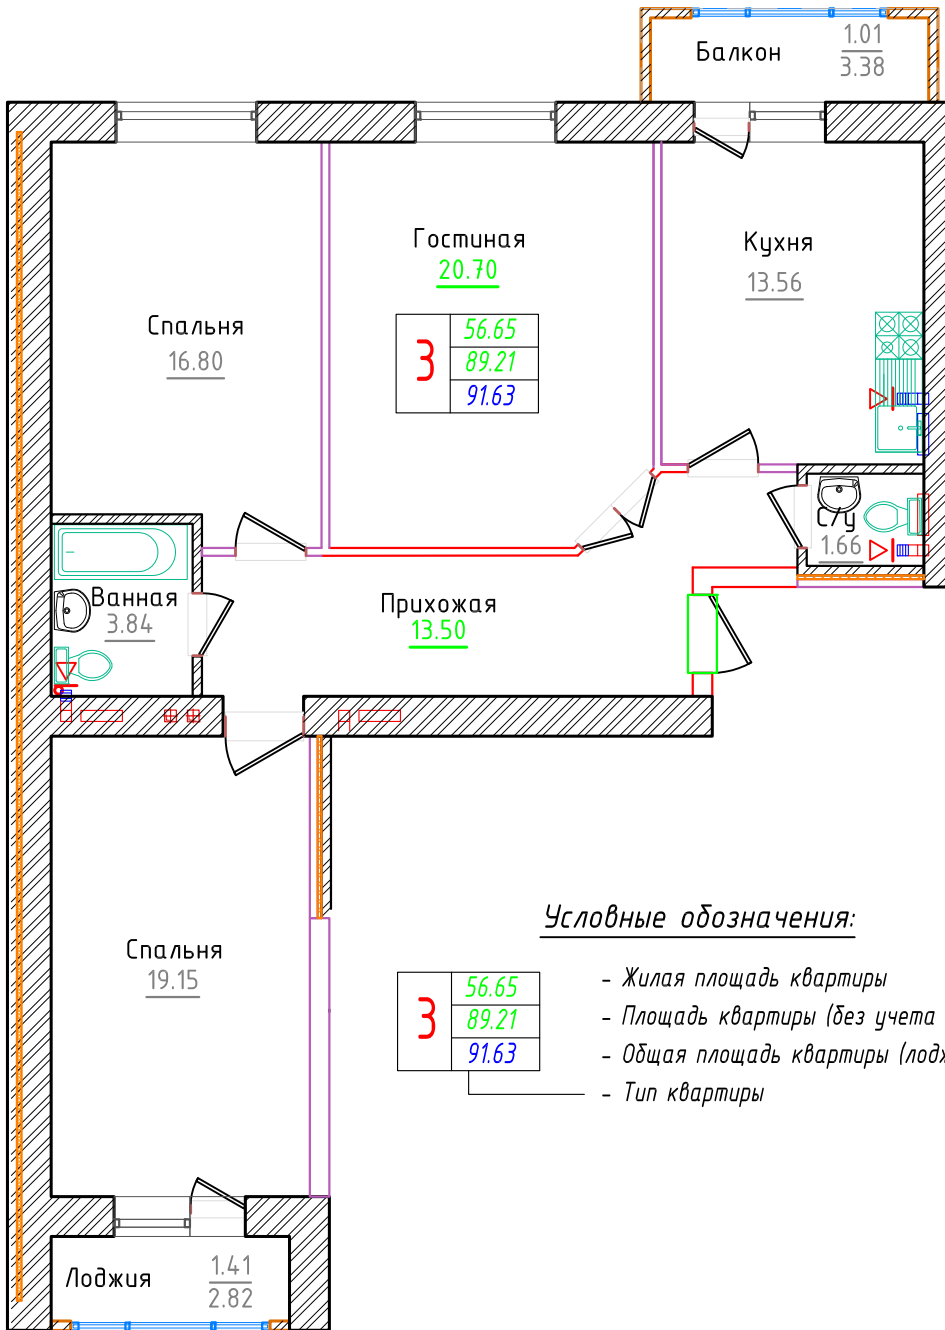 Балкон
1.01
3.38
Гостиная
20.70
Кухня
13.56
Спальня
16.80
3
56.65
89.21
91.63
С/у
1.66
Ванная
3.84
Прихожая
13.50
Спальня
19.15
Условные обозначения:
3
56.65
89.21
91.63
- Жилая площадь квартиры
- Площадь квартиры (без учета
- Общая площадь квартиры (лодж
- Тип квартиры
Лоджия
1.41
2.82